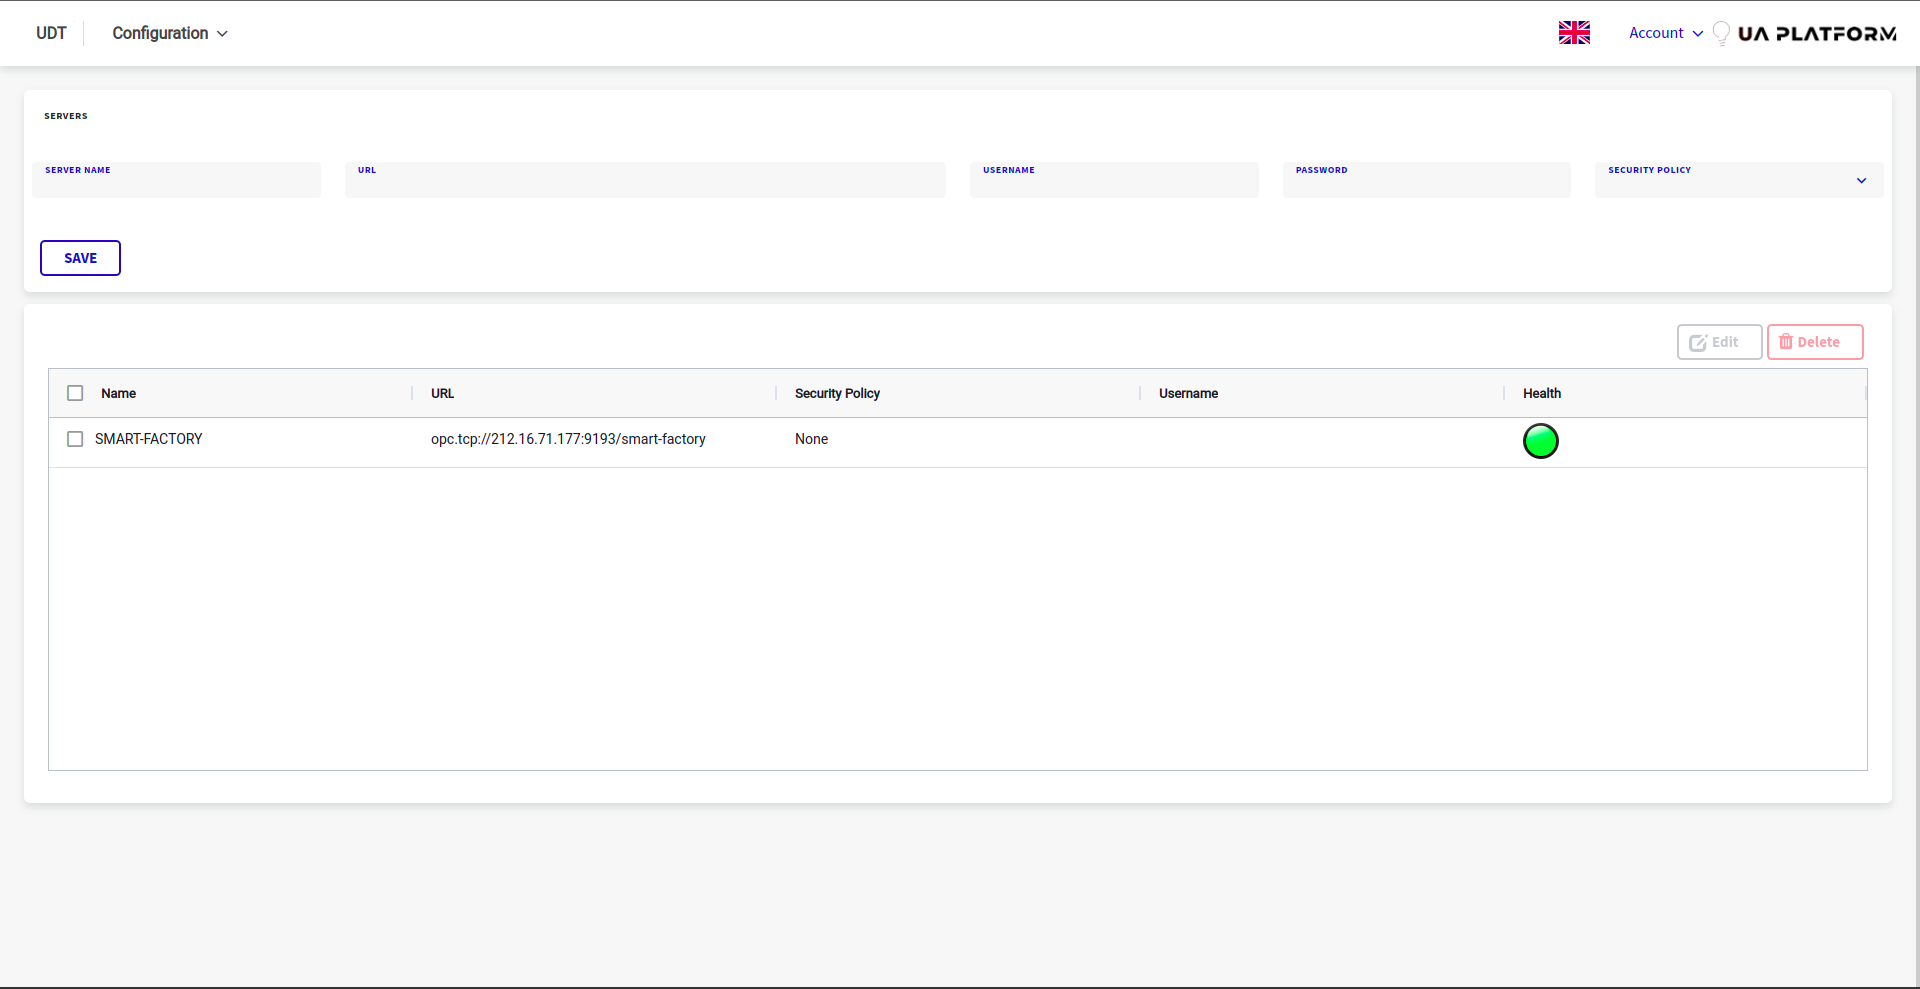 UDT Configuration Account UA PLATFORM
SERVERS
SERVER NAME URL USERNAME PASSWORD SECURITY POLICY
SAVE
Edit Delete
Name URL Security Policy Username Health
SMART-FACTORY opc.tcp://212.16.71.177:9193/smart-factory None